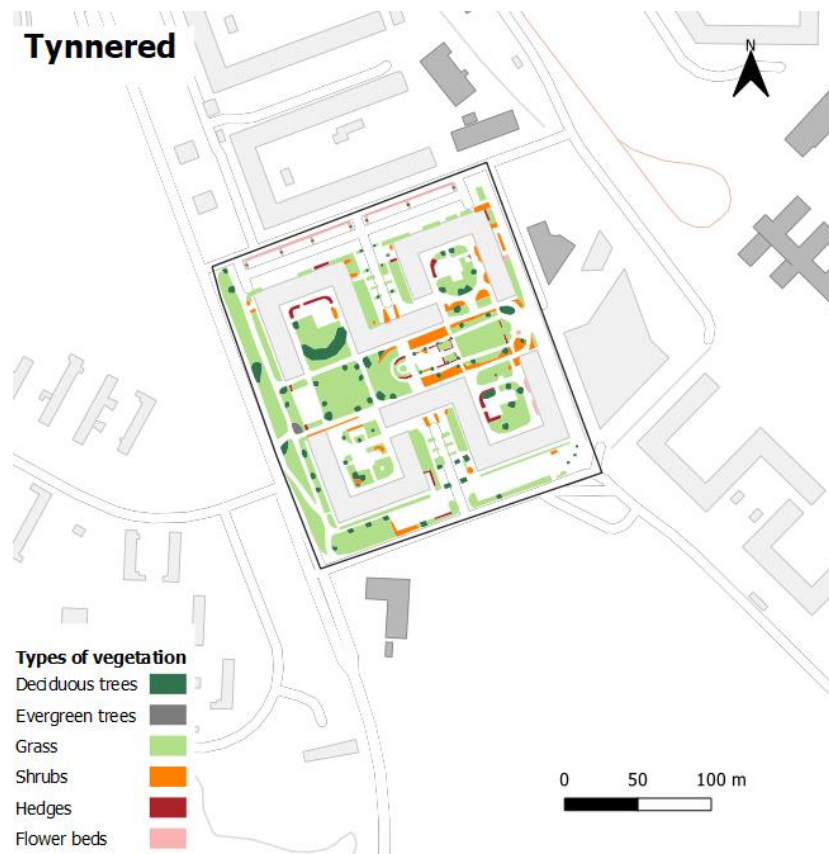 Tynnered
N
Types of vegetation
Deciduous trees
Evergreen trees
Grass
Shrubs
Hedges
Flower beds
0 50 100 m